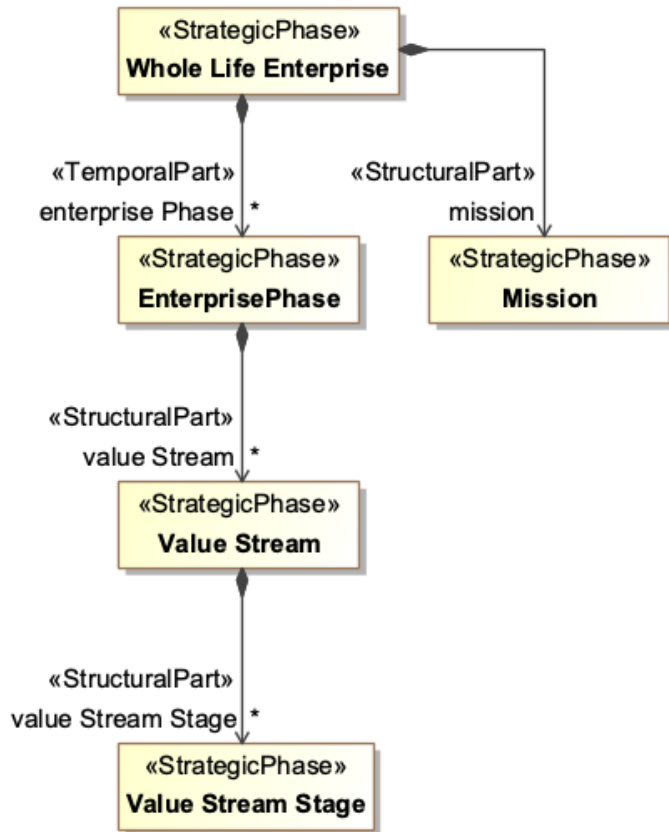 «StrategicPhase»
Whole Life Enterprise
«TemporalPart»
enterprise Phase *
«StructuralPart»
mission
«StrategicPhase»
EnterprisePhase
«StrategicPhase»
Mission
«StructuralPart»
value Stream *
«StrategicPhase»
Value Stream
«StructuralPart»
value Stream Stage *
«StrategicPhase»
Value Stream Stage